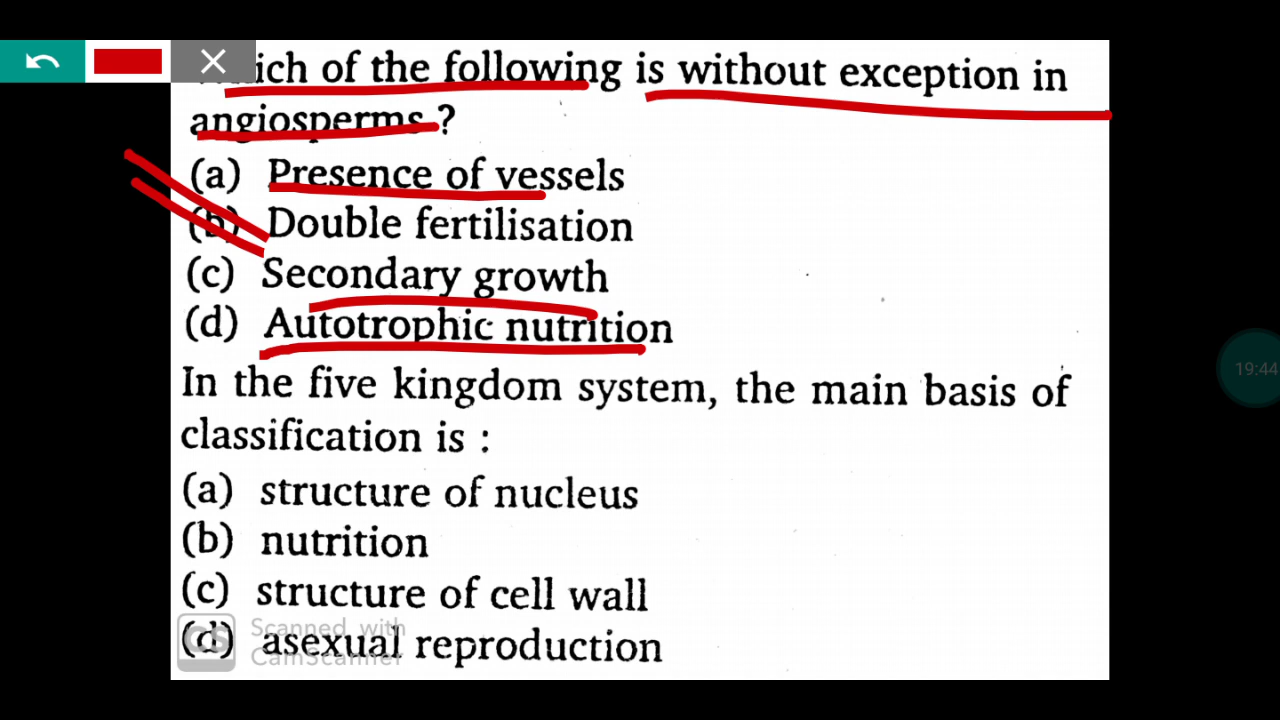 ich of the following is without exception in
angiosperms ?
(a) Presence of vessels
(b) Double fertilisation
(c) Secondary growth
(d) Autotrophic nutrition
In the five kingdom system, the main basis of
classification is :
(a) structure of nucleus
(b) nutrition
(c) structure of cell wall
(d) asexual reproduction
CS Scanned with
CamScanner
19:44